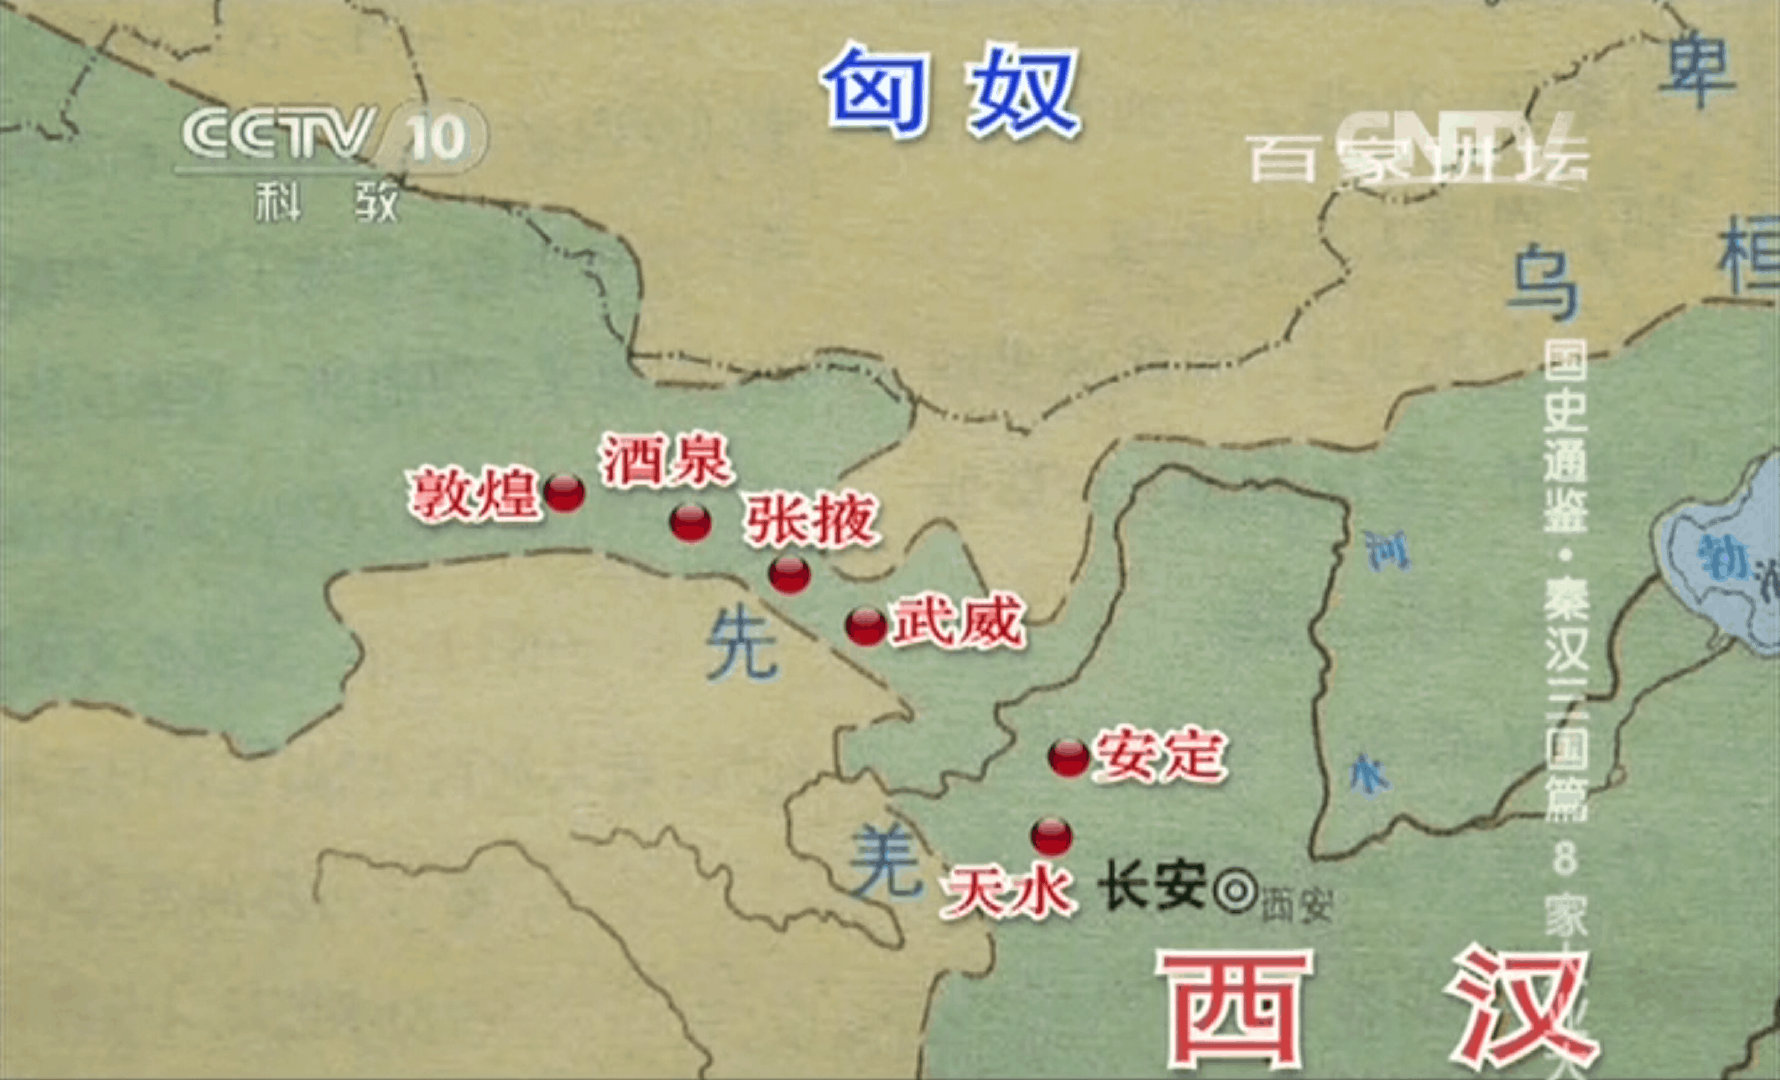 匈奴
卑
CCTV 10
科教
CNTV
百家讲坛
乌桓
国史通鉴·秦汉三国篇 8 家
酒泉
敦煌
张掖
武威
河
勃
先
水
安定
羌
天水
长安
西安
西汉